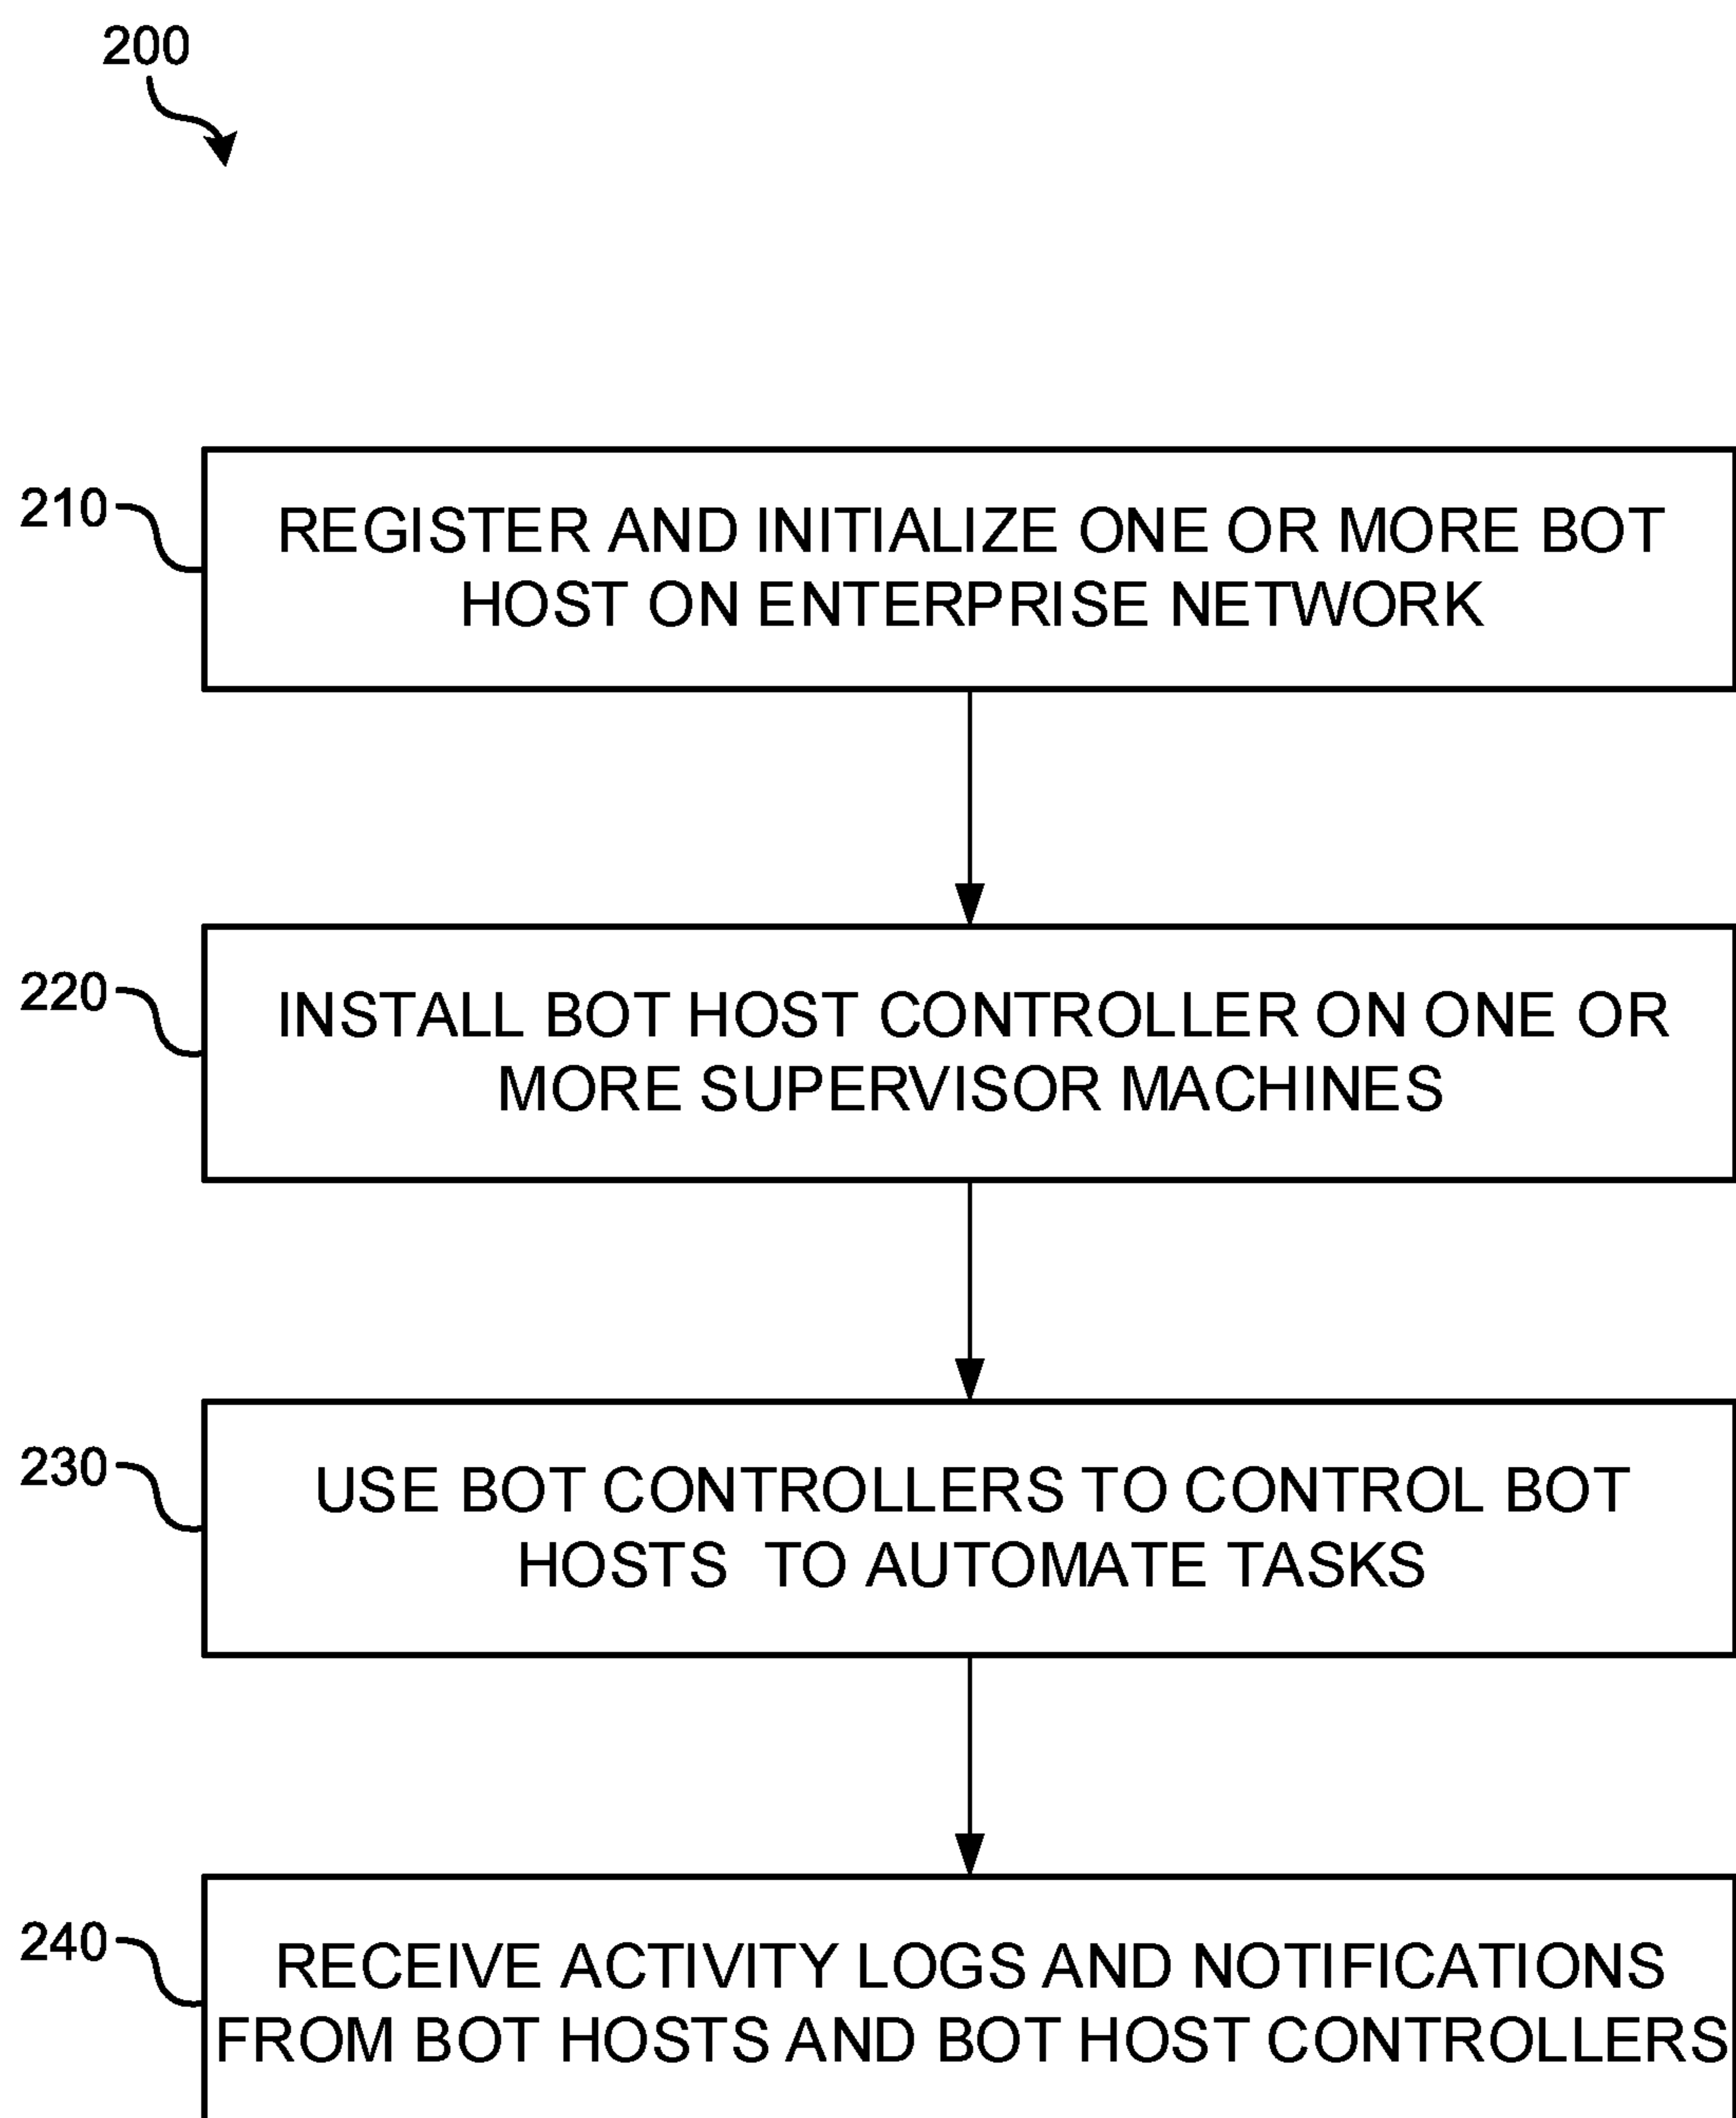 200
210
REGISTER AND INITIALIZE ONE OR MORE BOT
HOST ON ENTERPRISE NETWORK
220
INSTALL BOT HOST CONTROLLER ON ONE OR
MORE SUPERVISOR MACHINES
230
USE BOT CONTROLLERS TO CONTROL BOT
HOSTS TO AUTOMATE TASKS
240
RECEIVE ACTIVITY LOGS AND NOTIFICATIONS
FROM BOT HOSTS AND BOT HOST CONTROLLERS